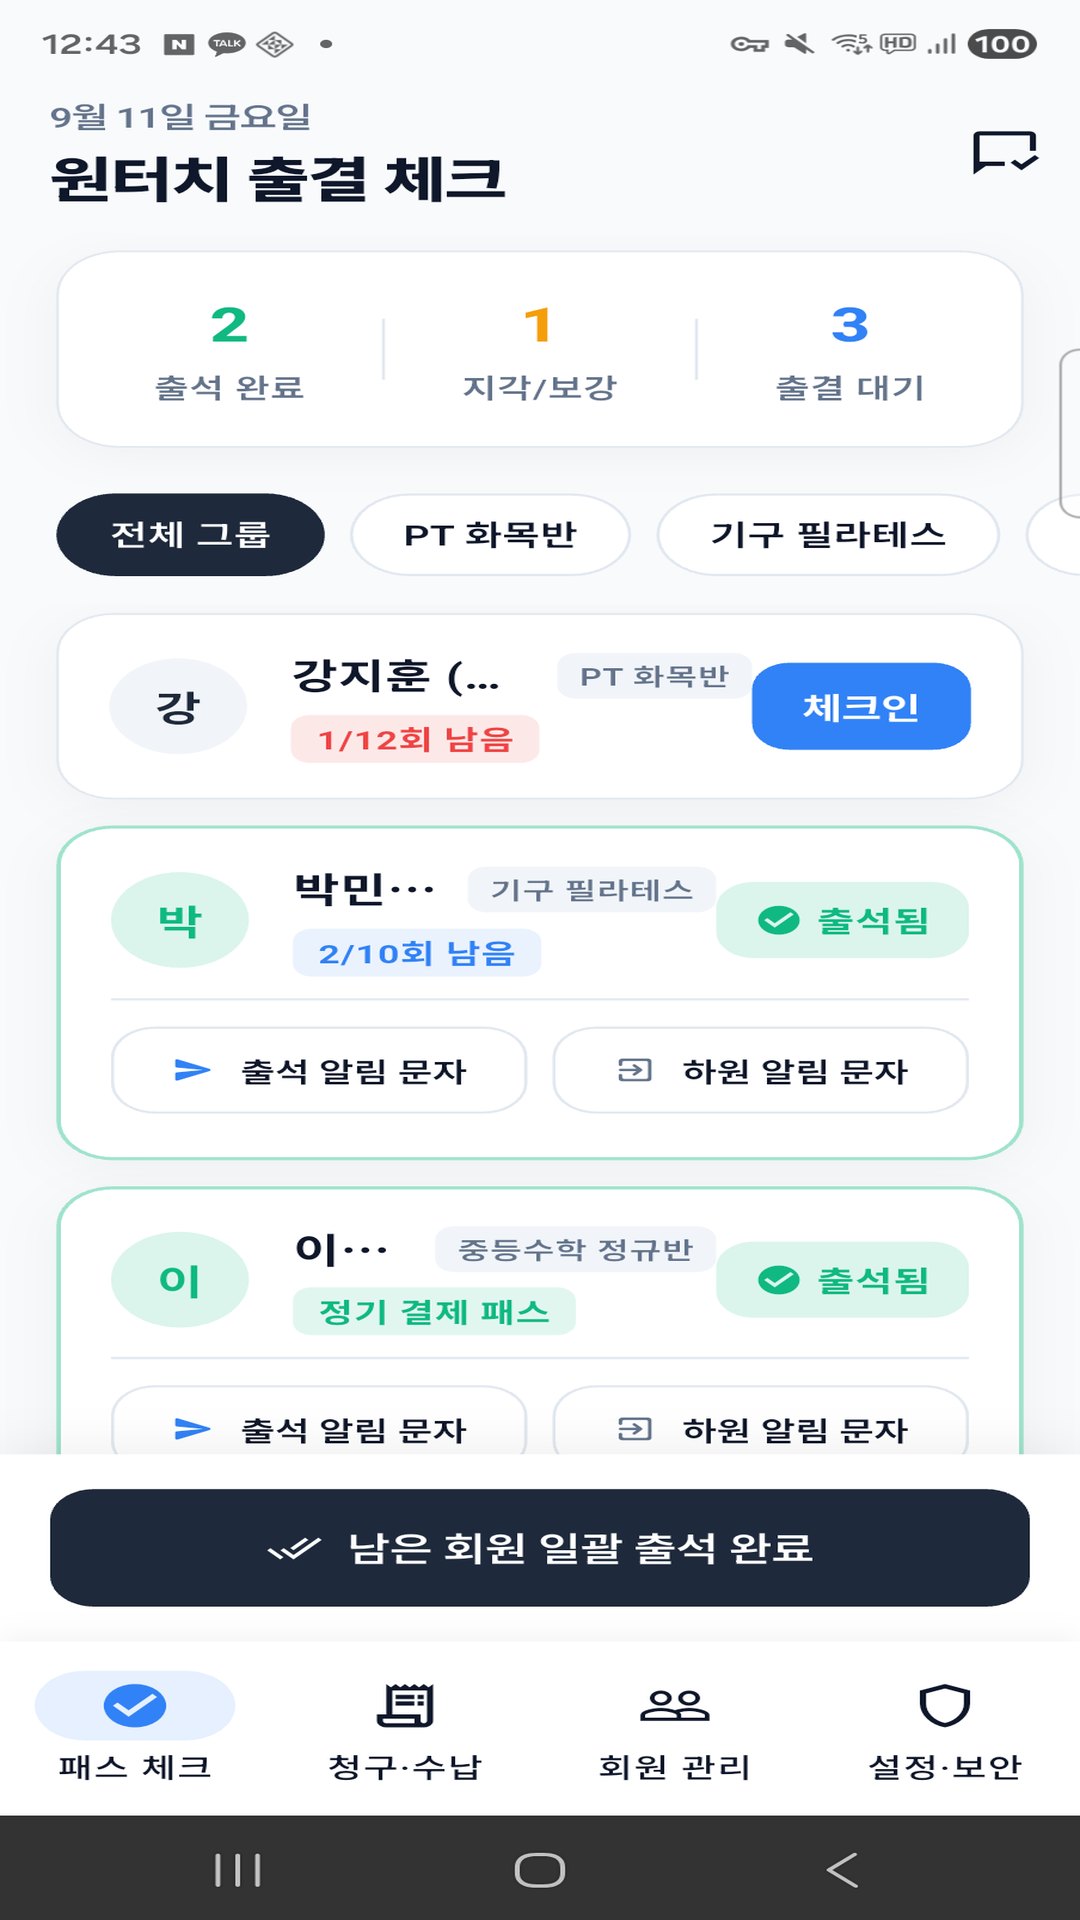 12:43 N TALK HD 100
9월 11일 금요일
원터치 출결 체크
2 1 3
출석 완료 지각/보강 출결 대기
전체 그룹 PT 화목반 기구 필라테스
강 강지훈 (... PT 화목반 체크인
1/12회 남음
박 박민... 기구 필라테스 출석됨
2/10회 남음
출석 알림 문자 하원 알림 문자
이 이... 중등수학 정규반 출석됨
정기 결제 패스
출석 알림 문자 하원 알림 문자
남은 회원 일괄 출석 완료
패스 체크 청구·수납 회원 관리 설정·보안